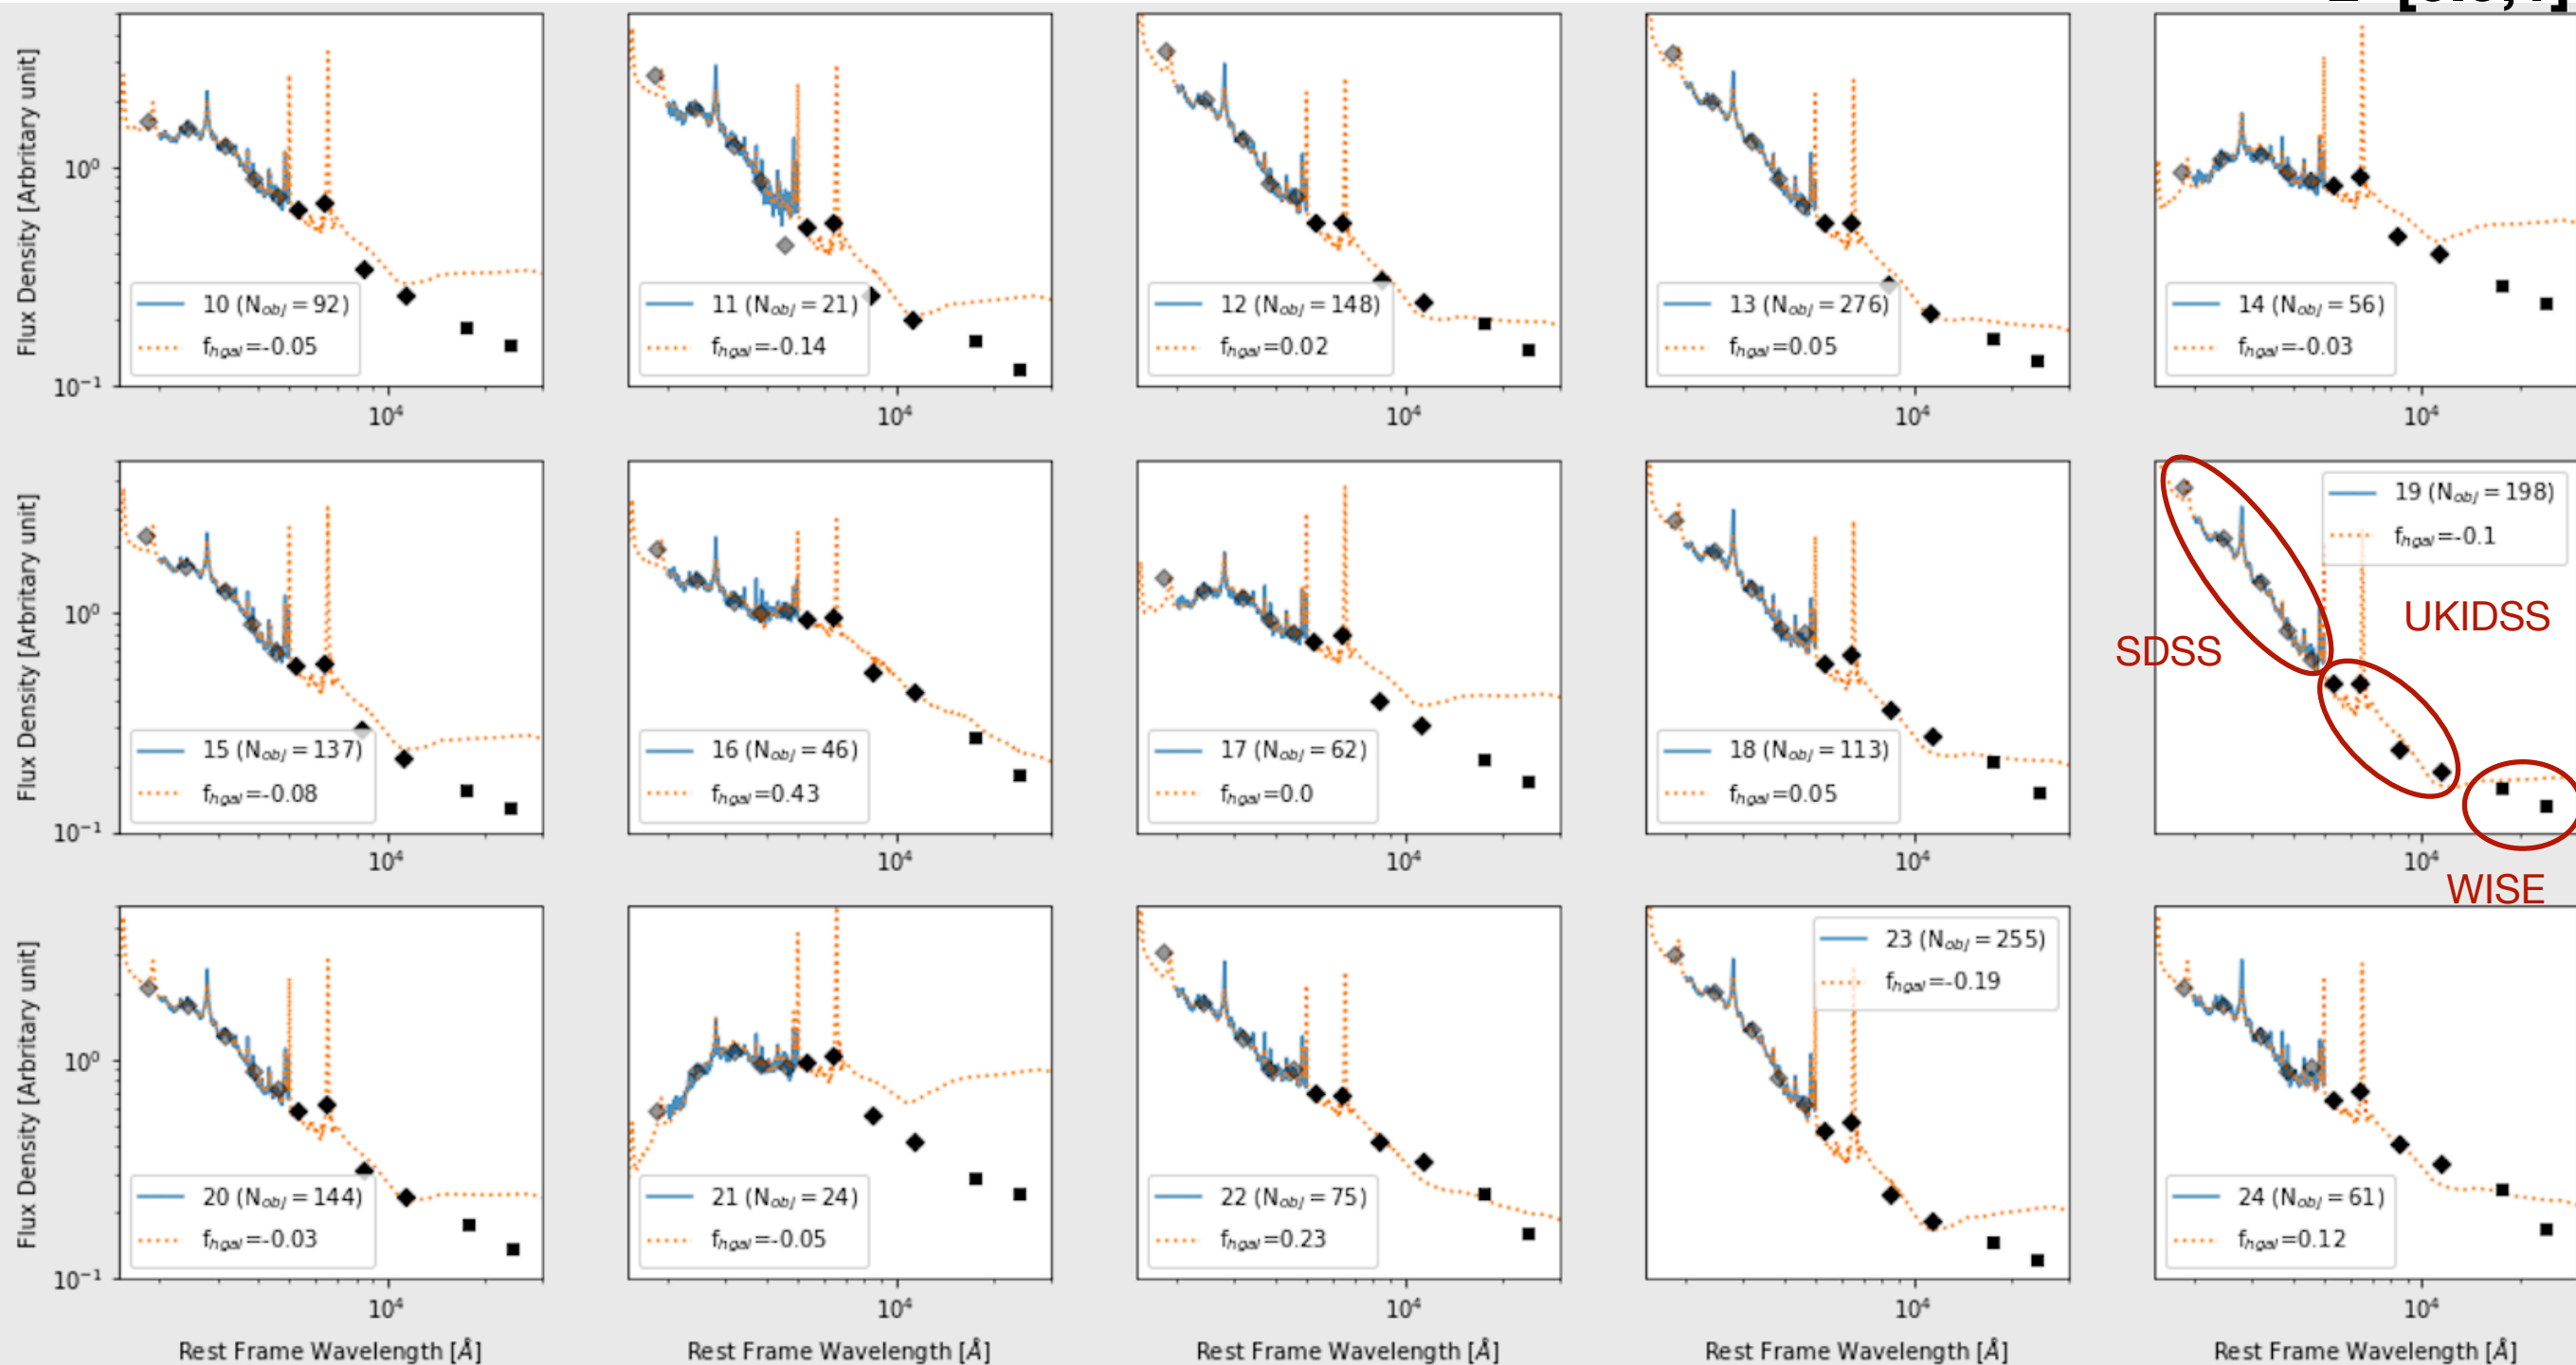 Flux Density [Arbritary unit]
10⁰
10⁻¹
10 (N_obj = 92)
f_hgal=-0.05
10⁴
11 (N_obj = 21)
f_hgal=-0.14
10⁴
12 (N_obj = 148)
f_hgal=0.02
10⁴
13 (N_obj = 276)
f_hgal=0.05
10⁴
14 (N_obj = 56)
f_hgal=-0.03
10⁴
Flux Density [Arbritary unit]
10⁰
10⁻¹
15 (N_obj = 137)
f_hgal=-0.08
10⁴
16 (N_obj = 46)
f_hgal=0.43
10⁴
17 (N_obj = 62)
f_hgal=0.0
10⁴
18 (N_obj = 113)
f_hgal=0.05
10⁴
19 (N_obj = 198)
f_hgal=-0.1
UKIDSS
SDSS
10⁴
WISE
Flux Density [Arbritary unit]
10⁰
10⁻¹
20 (N_obj = 144)
f_hgal=-0.03
10⁴
21 (N_obj = 24)
f_hgal=-0.05
10⁴
22 (N_obj = 75)
f_hgal=0.23
10⁴
23 (N_obj = 255)
f_hgal=-0.19
10⁴
24 (N_obj = 61)
f_hgal=0.12
10⁴
Rest Frame Wavelength [Å]
Rest Frame Wavelength [Å]
Rest Frame Wavelength [Å]
Rest Frame Wavelength [Å]
Rest Frame Wavelength [Å]